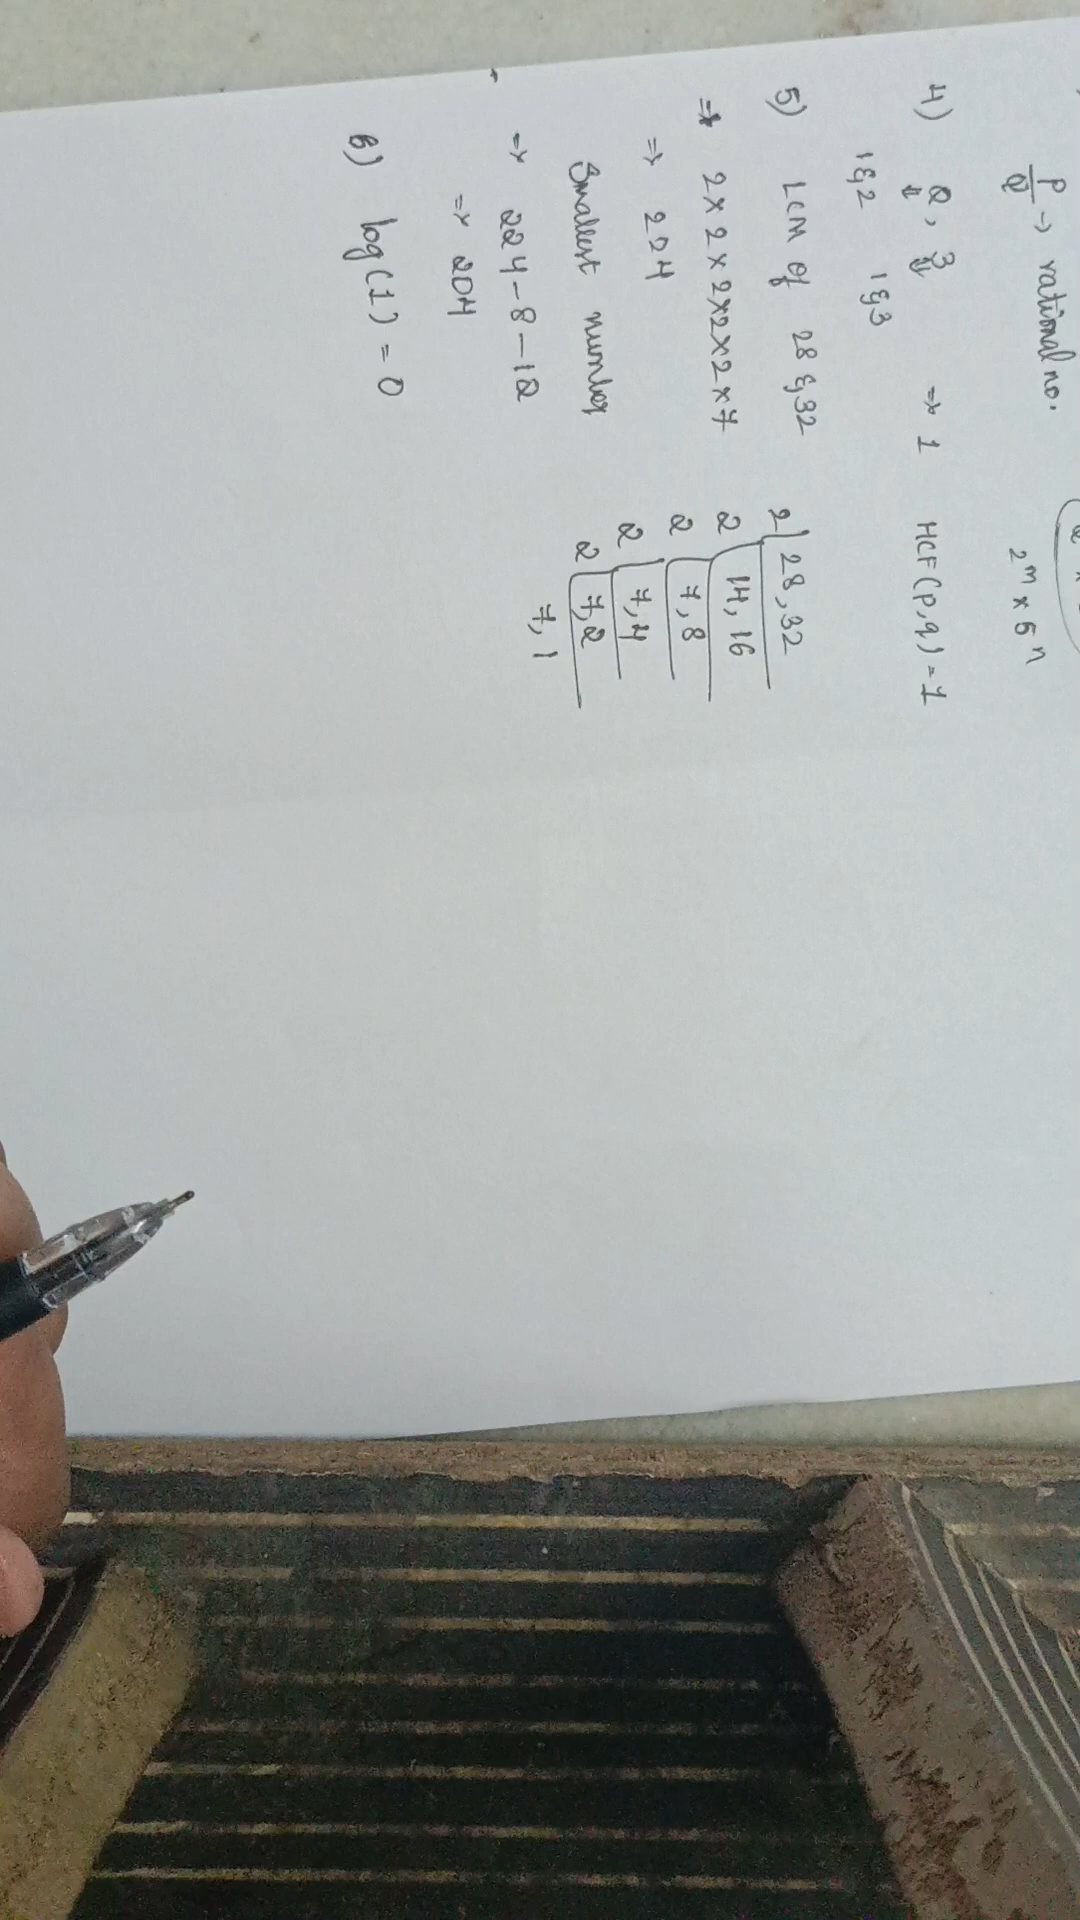 P/Q → rational no.
2^m × 5^n
4) 2, 3 => 1 HCF(p,q) = 1
1&2 1&3
5) LCM of 28 & 32
=> 2×2×2×2×2×7
=> 224
2 | 28, 32
2 | 14, 16
2 | 7, 8
2 | 7, 4
2 | 7, 2
7, 1
Smallest number
=> 224 - 8 - 12
=> 204
6) log(1) = 0